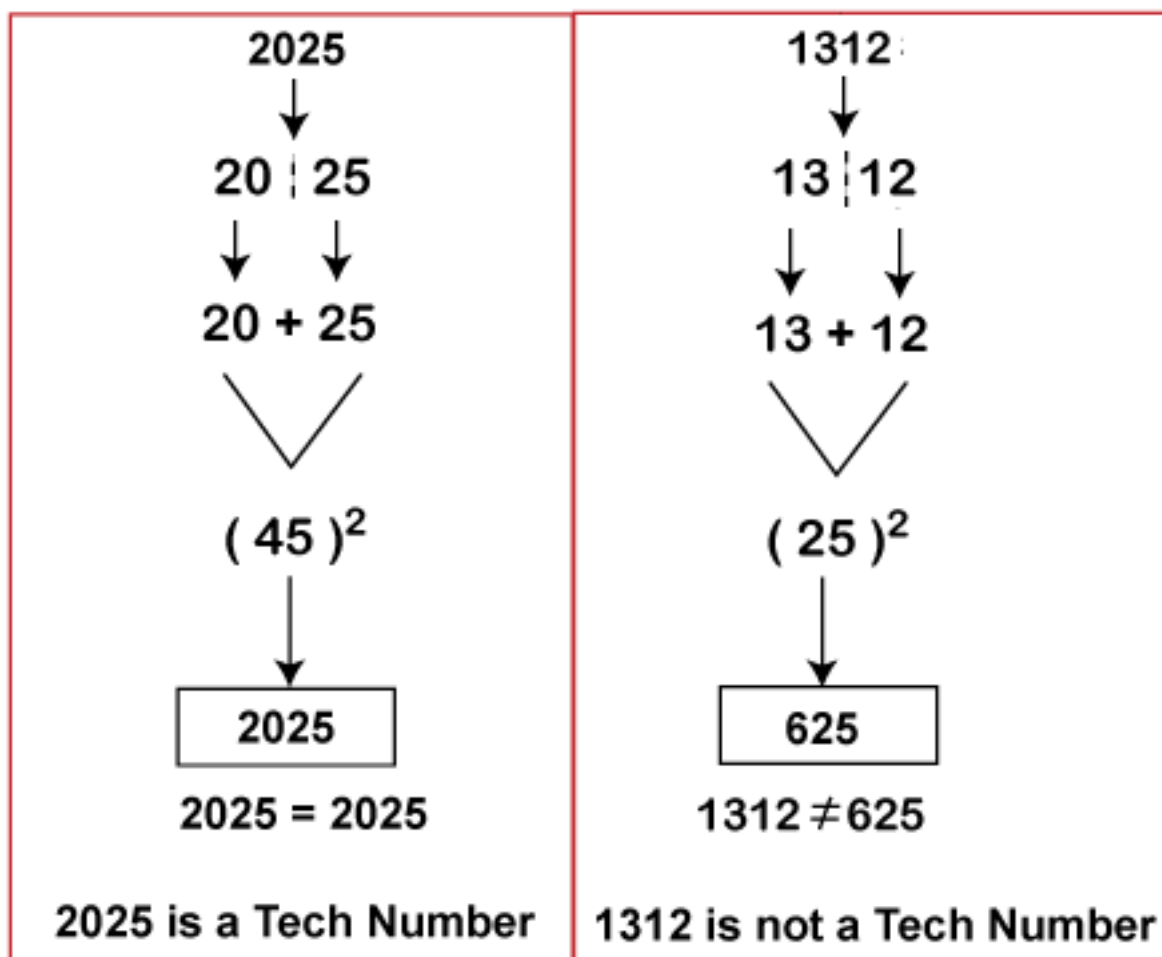 2025
20 25
20 + 25
( 45 )²
2025
2025 = 2025
2025 is a Tech Number
1312
13 12
13 + 12
( 25 )²
625
1312 ≠ 625
1312 is not a Tech Number